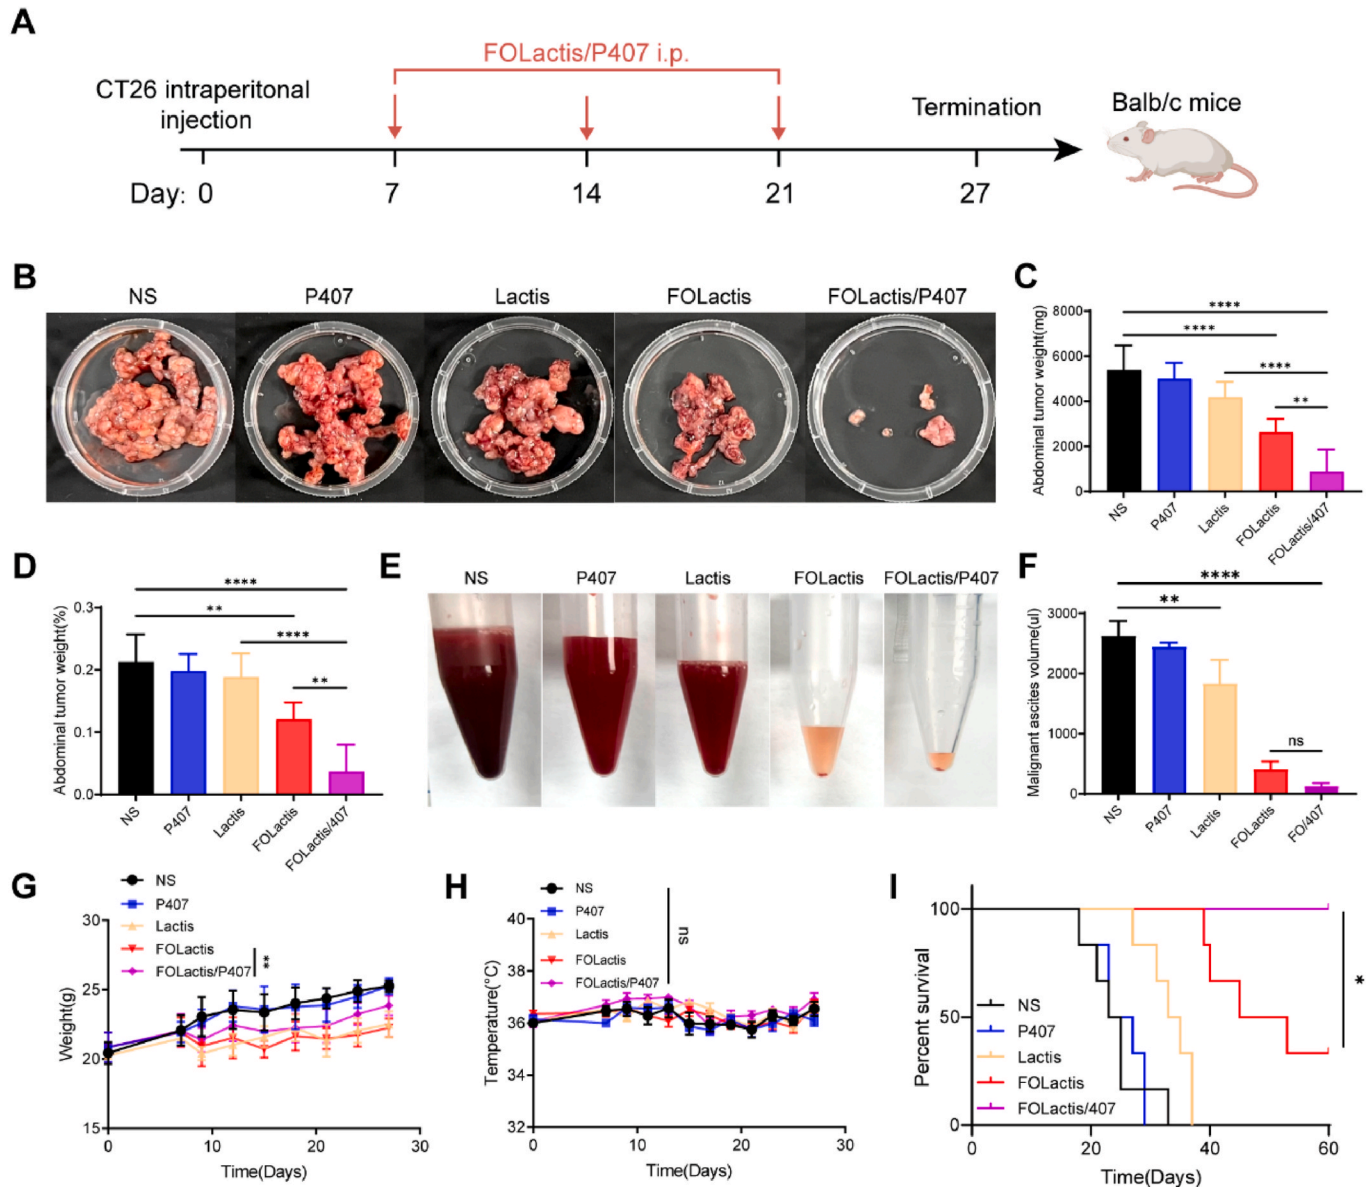 A
FOLactis/P407 i.p.
CT26 intraperitonal
injection
Termination
Balb/c mice
Day: 0 7 14 21 27
B
NS P407 Lactis FOLactis FOLactis/P407
C
Abdominal tumor weight(mg)
8000
6000
4000
2000
0
****
****
****
**
NS P407 Lactis FOLactis FOLactis/407
D
Abdominal tumor weight(%)
0.3
0.2
0.1
0.0
****
**
****
**
NS P407 Lactis FOLactis FOLactis/407
E
NS P407 Lactis FOLactis FOLactis/P407
F
Malignant ascites volume(ul)
3000
2000
1000
0
****
**
ns
NS P407 Lactis FOLactis FO/407
G
NS
P407
Lactis
FOLactis
FOLactis/P407
**
Weight(g)
30
25
20
15
0 10 20 30
Time(Days)
H
NS
P407
Lactis
FOLactis
FOLactis/P407
ns
Temperature(°C)
40
38
36
34
32
0 10 20 30
Time(Days)
I
Percent survival
100
50
0
NS
P407
Lactis
FOLactis
FOLactis/407
*
0 20 40 60
Time(Days)